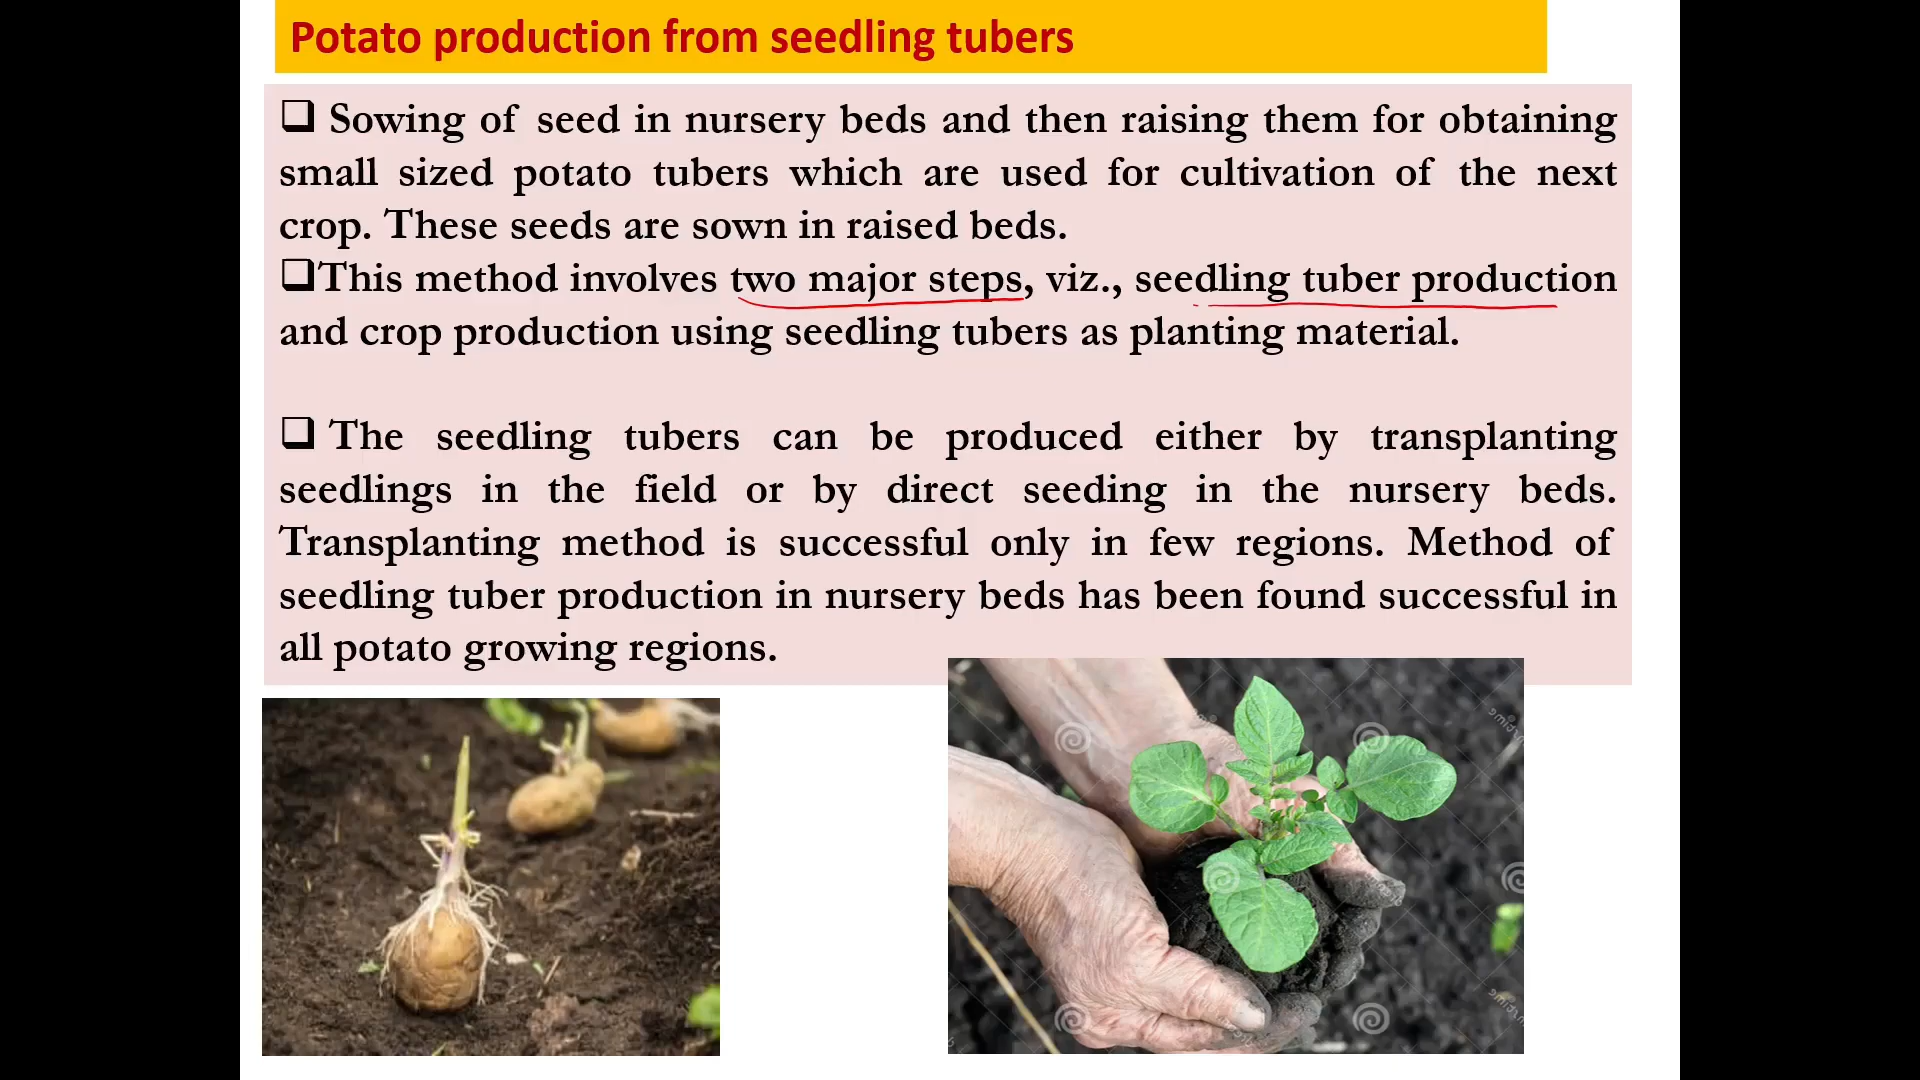 Potato production from seedling tubers
❑ Sowing of seed in nursery beds and then raising them for obtaining
small sized potato tubers which are used for cultivation of the next
crop. These seeds are sown in raised beds.
❑This method involves two major steps, viz., seedling tuber production
and crop production using seedling tubers as planting material.
❑ The seedling tubers can be produced either by transplanting
seedlings in the field or by direct seeding in the nursery beds.
Transplanting method is successful only in few regions. Method of
seedling tuber production in nursery beds has been found successful in
all potato growing regions.